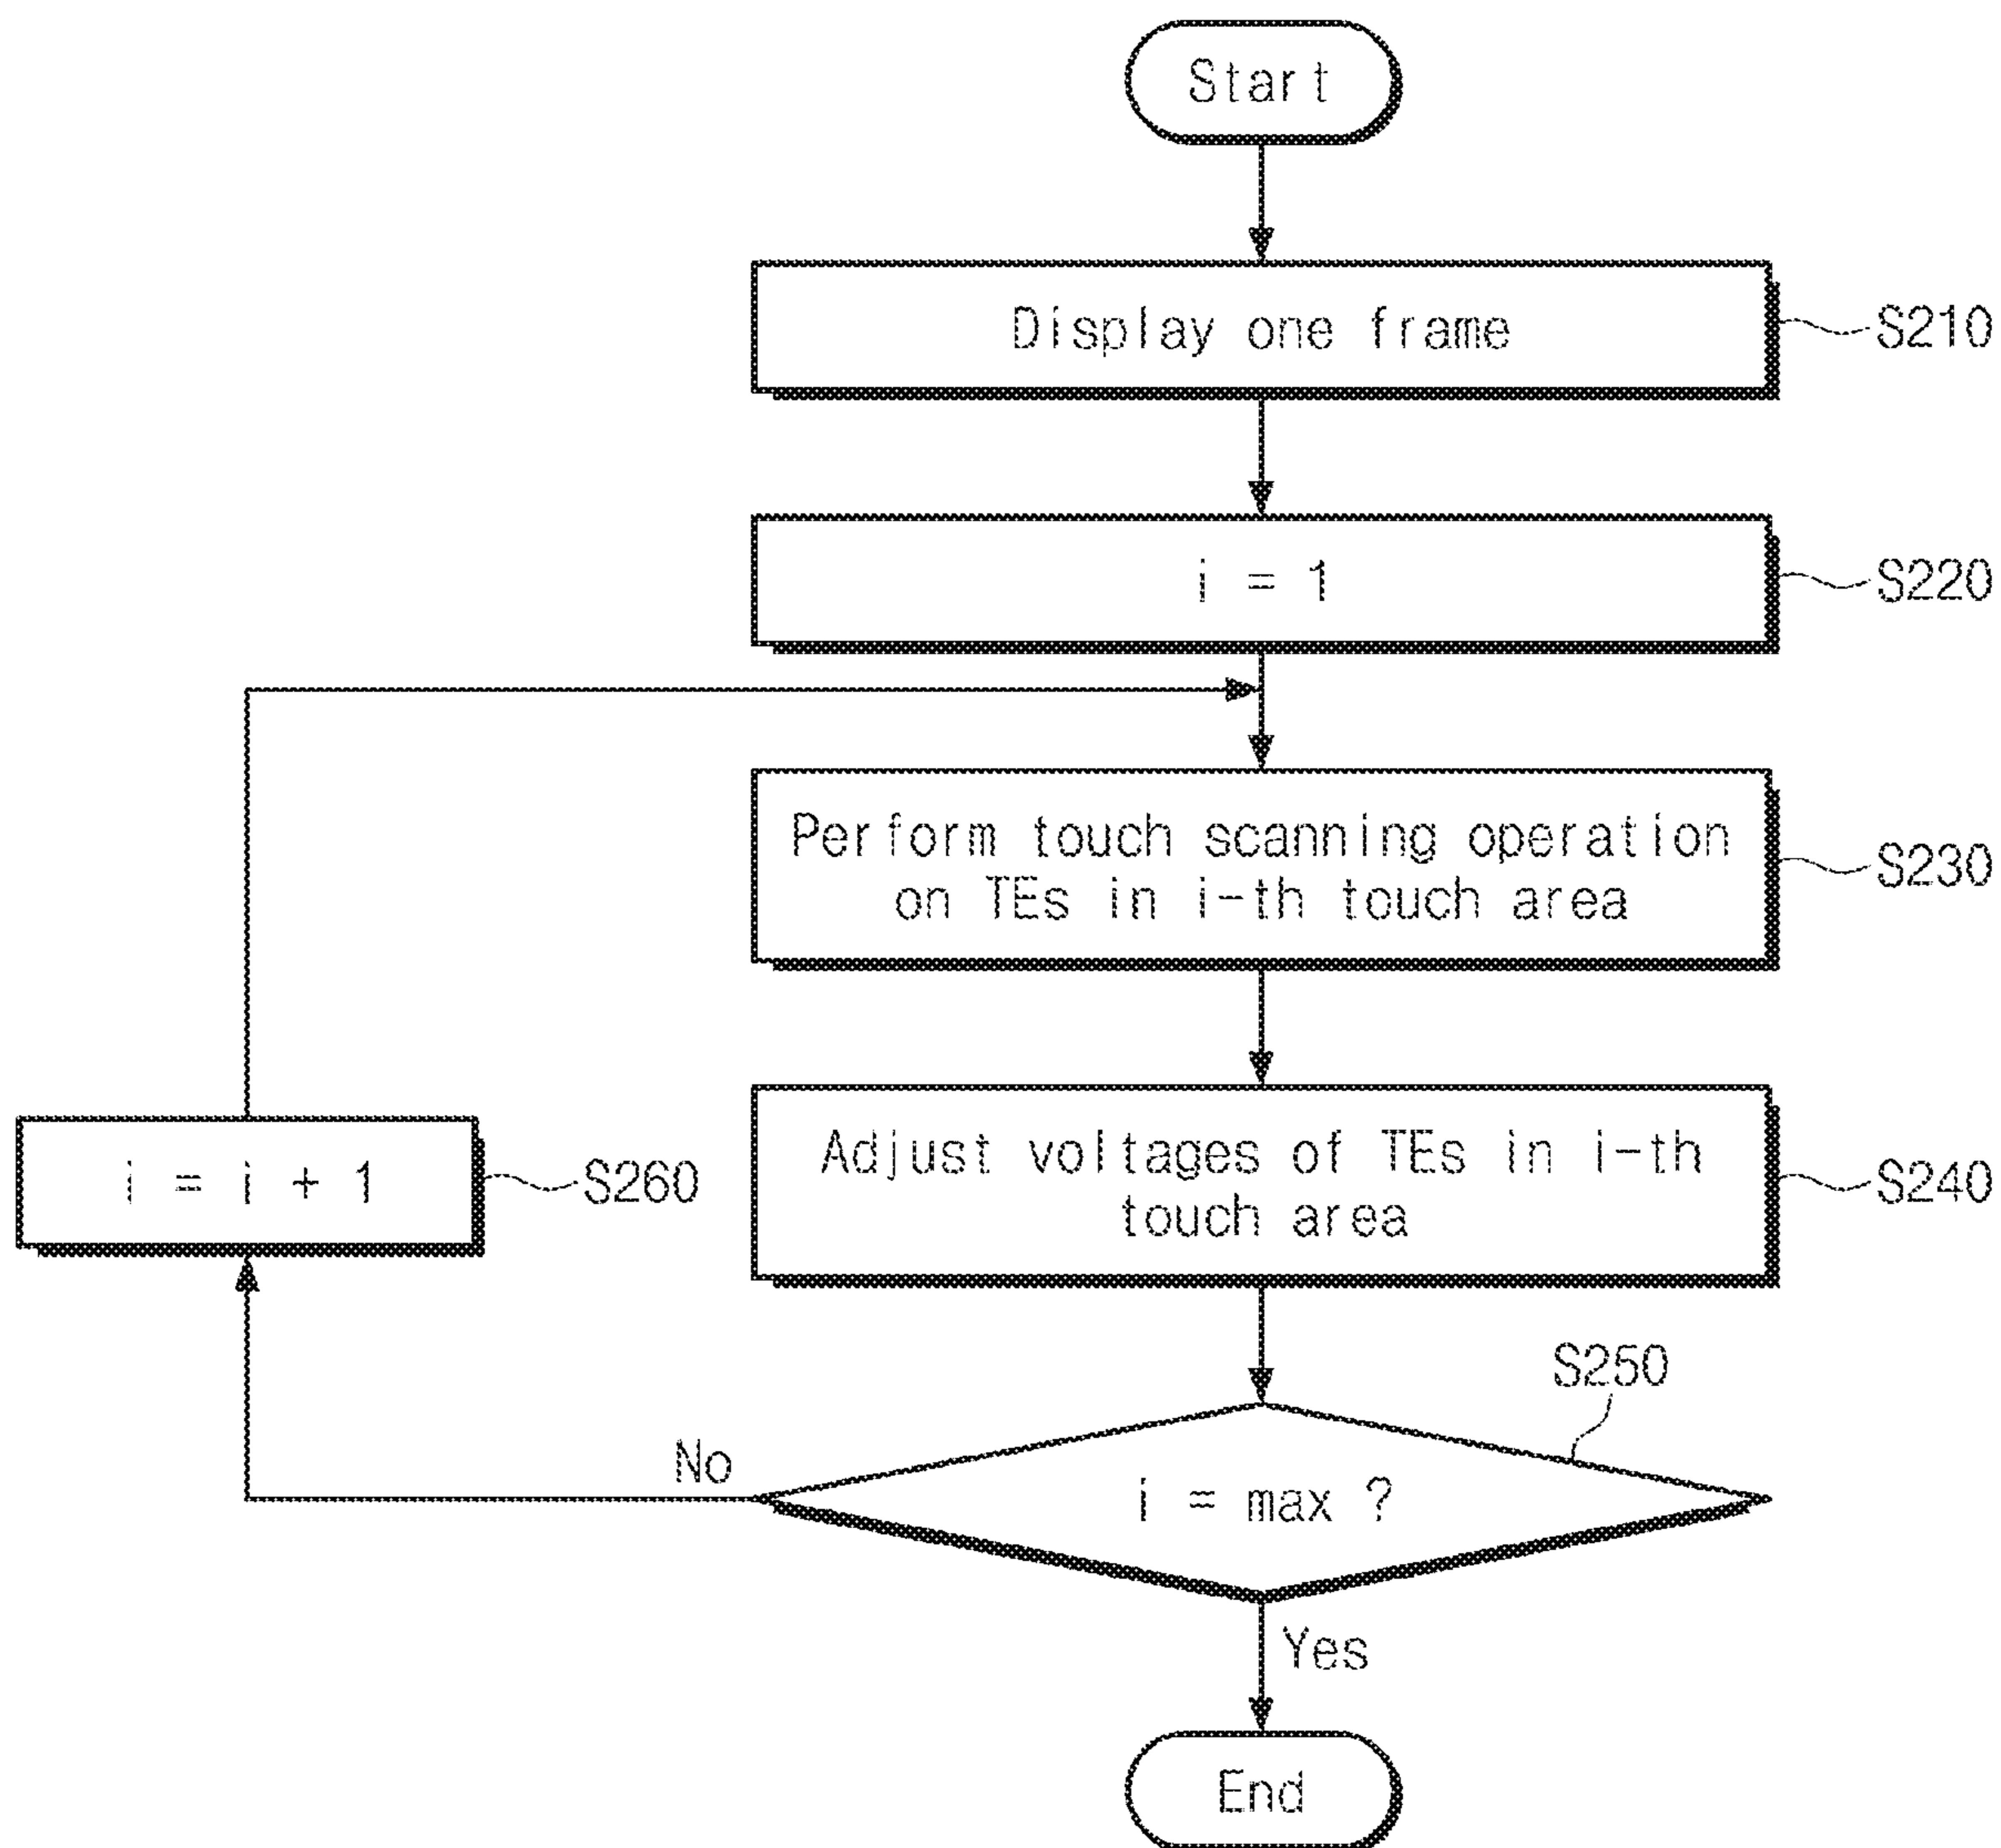 Start
Display one frame
S210
i = 1
S220
Perform touch scanning operation
on TEs in i-th touch area
S230
Adjust voltages of TEs in i-th
touch area
S240
i = i + 1
S260
S250
No
i = max ?
Yes
End